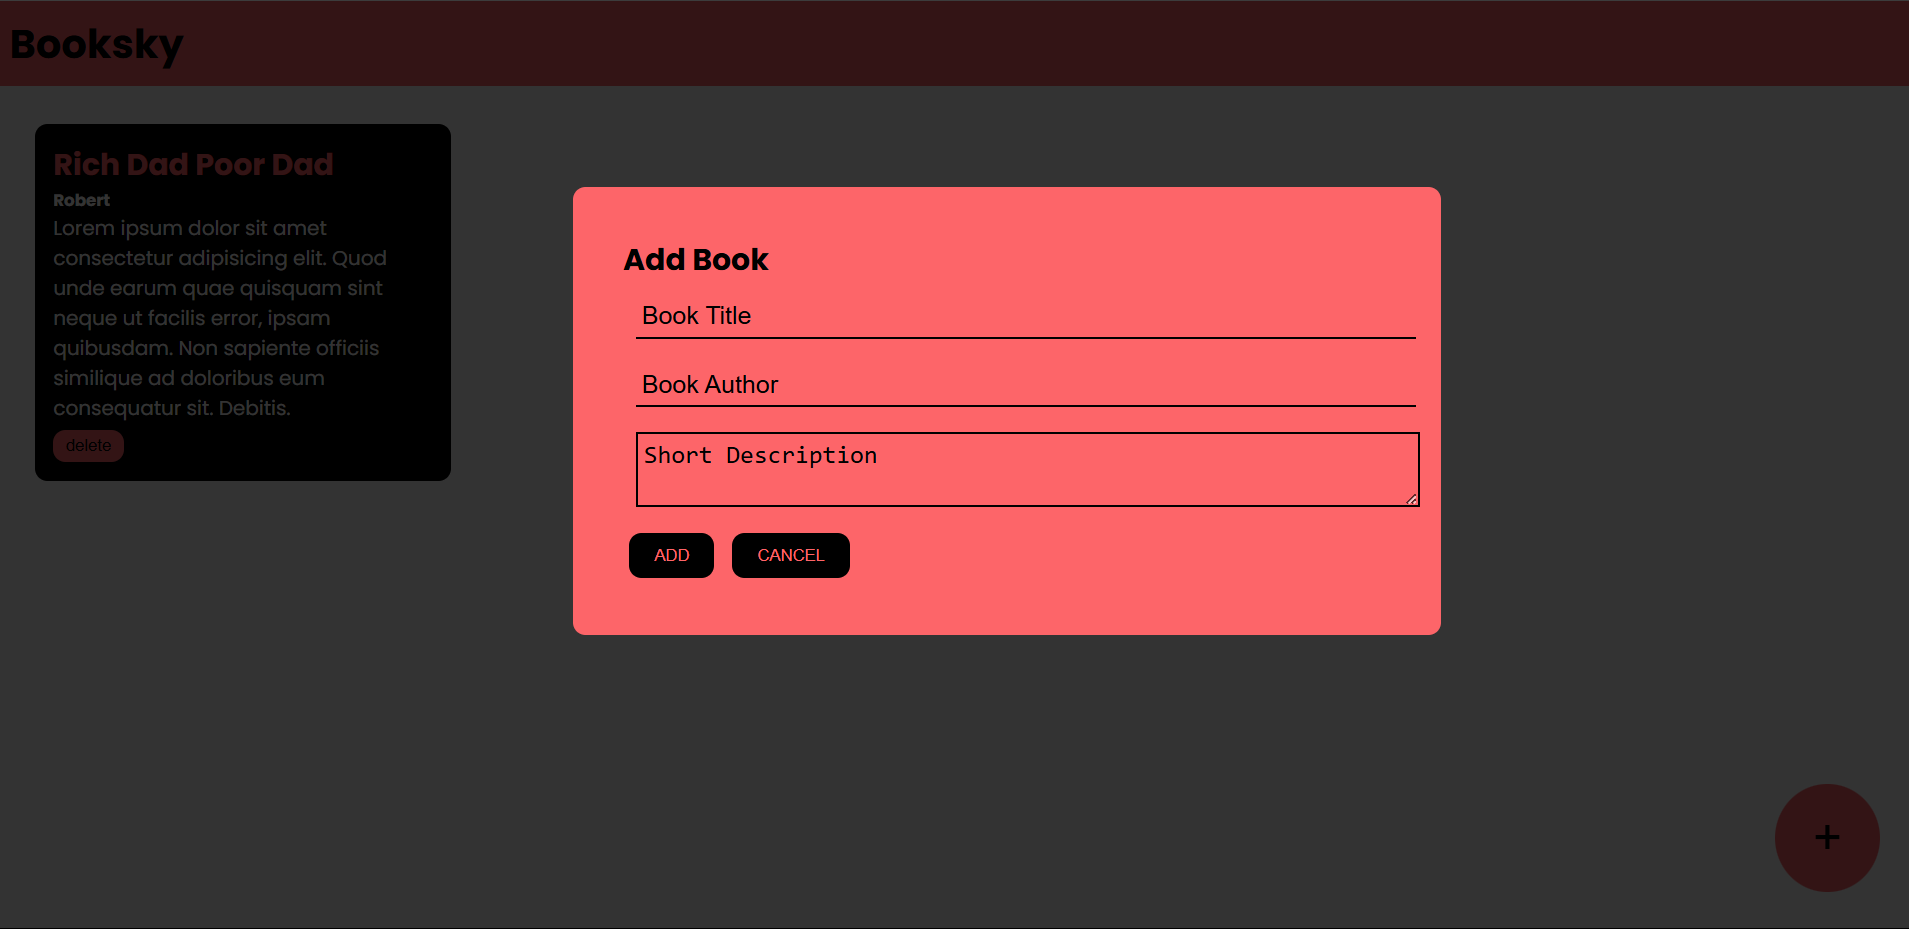 Booksky
Rich Dad Poor Dad
Robert
Lorem ipsum dolor sit amet
consectetur adipisicing elit. Quod
unde earum quae quisquam sint
neque ut facilis error, ipsam
quibusdam. Non sapiente officiis
similique ad doloribus eum
consequatur sit. Debitis.
delete
Add Book
Book Title
Book Author
Short Description
ADD CANCEL
+